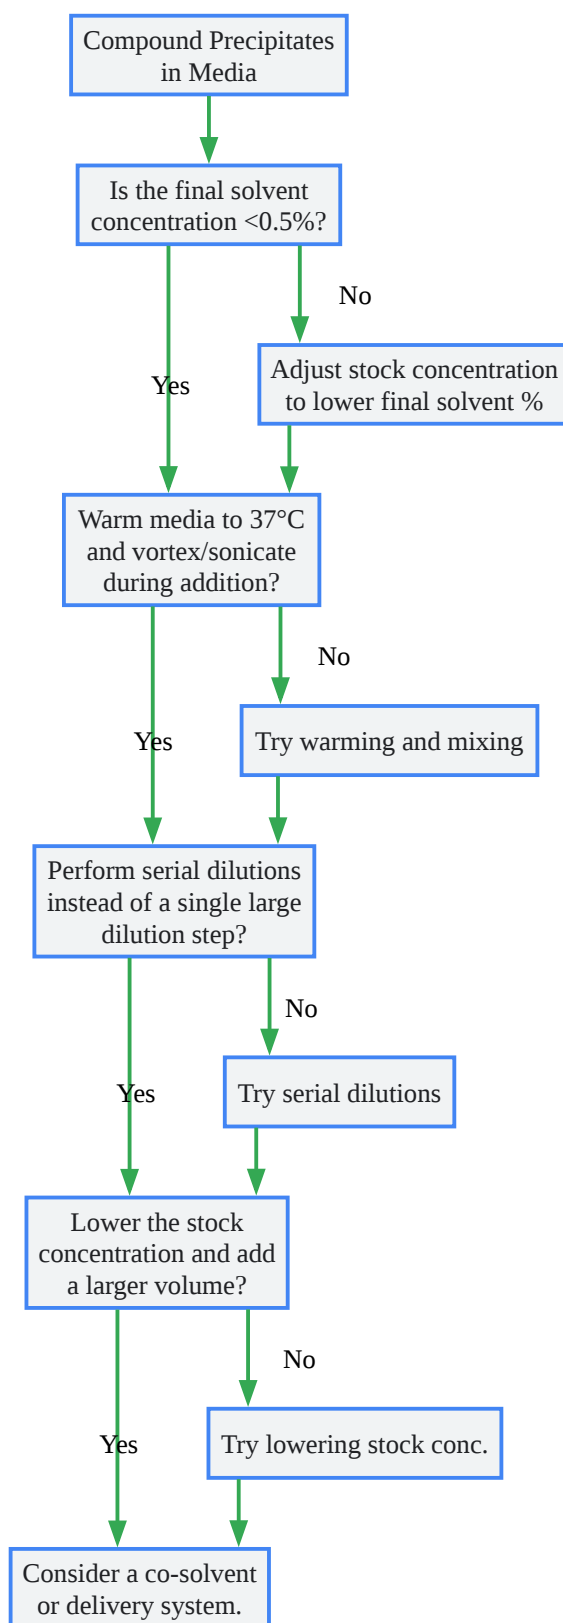 Compound Precipitates
in Media
Is the final solvent
concentration <0.5%?
No
Yes
Adjust stock concentration
to lower final solvent %
Warm media to 37°C
and vortex/sonicate
during addition?
No
Yes
Try warming and mixing
Perform serial dilutions
instead of a single large
dilution step?
No
Yes
Try serial dilutions
Lower the stock
concentration and add
a larger volume?
No
Yes
Try lowering stock conc.
Consider a co-solvent
or delivery system.